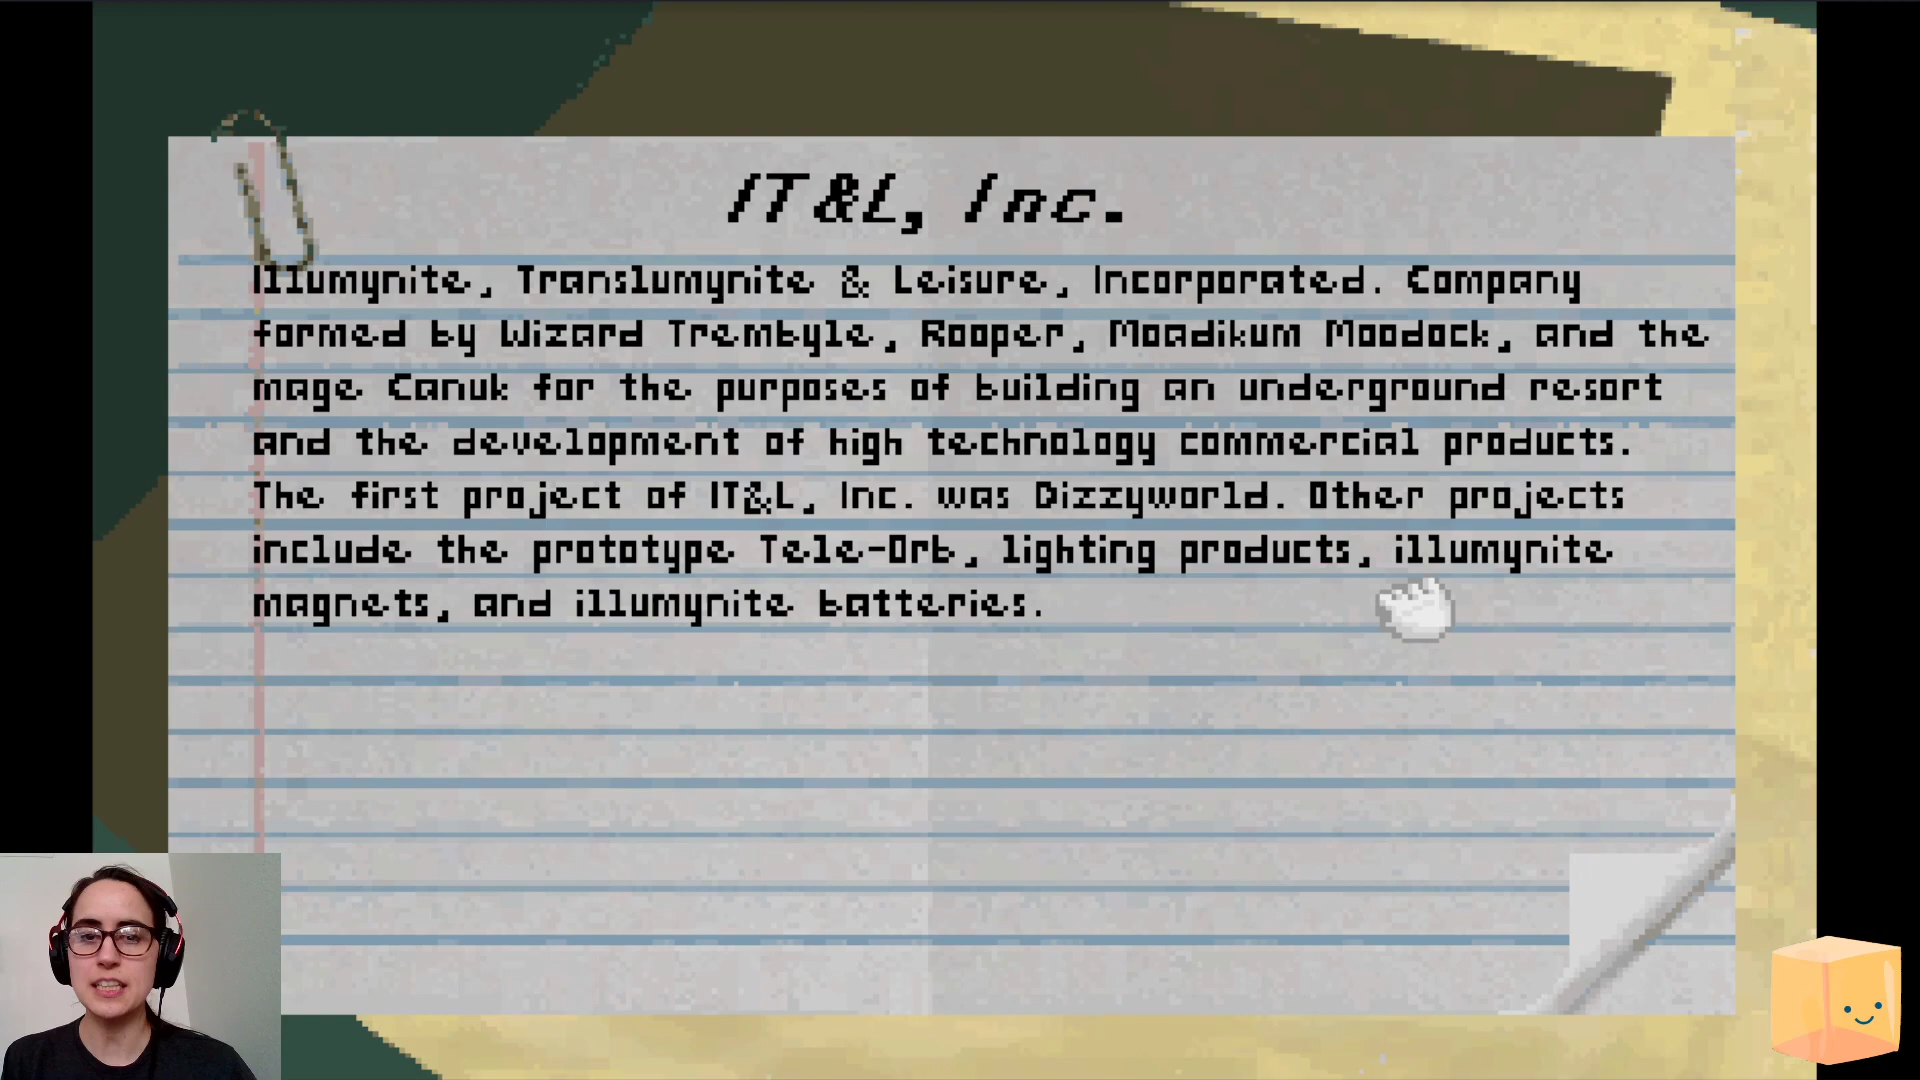 IT&L, Inc.
Illumynite, Translumynite & Leisure, Incorporated. Company
formed by Wizard Trembyle, Rooper, Moadikum Moodock, and the
mage Canuk for the purposes of building an underground resort
and the development of high technology commercial products.
The first project of IT&L, Inc. was Dizzyworld. Other projects
include the prototype Tele-Orb, lighting products, illumynite
magnets, and illumynite batteries.